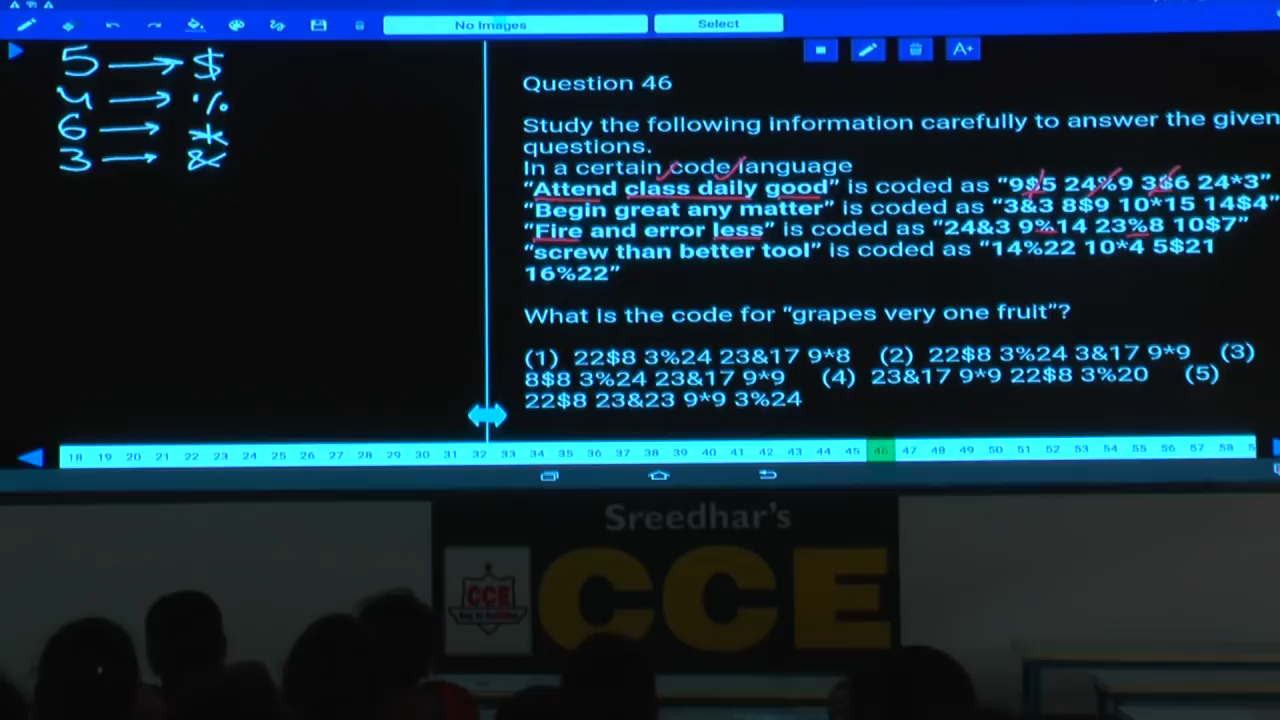 No Images
Select
A+
5 → $
4 → %
6 → *
3 → &
Question 46
Study the following information carefully to answer the given
questions.
In a certain code language
“Attend class daily good” is coded as “9$5 24%9 3$6 24*3”
“Begin great any matter” is coded as “3&3 8$9 10*15 14$4”
“Fire and error less” is coded as “24&3 9%14 23%8 10$7”
“screw than better tool” is coded as “14%22 10*4 5$21
16%22”
What is the code for “grapes very one fruit”?
(1) 22$8 3%24 23&17 9*8 (2) 22$8 3%24 3&17 9*9 (3)
8$8 3%24 23&17 9*9 (4) 23&17 9*9 22$8 3%20 (5)
22$8 23&23 9*9 3%24
18 19 20 21 22 23 24 25 26 27 28 29 30 31 32 33 34 35 36 37 38 39 40 41 42 43 44 45 46 47 48 49 50 51 52 53 54 55 56 57 58
Sreedhar's
CCE
CCE